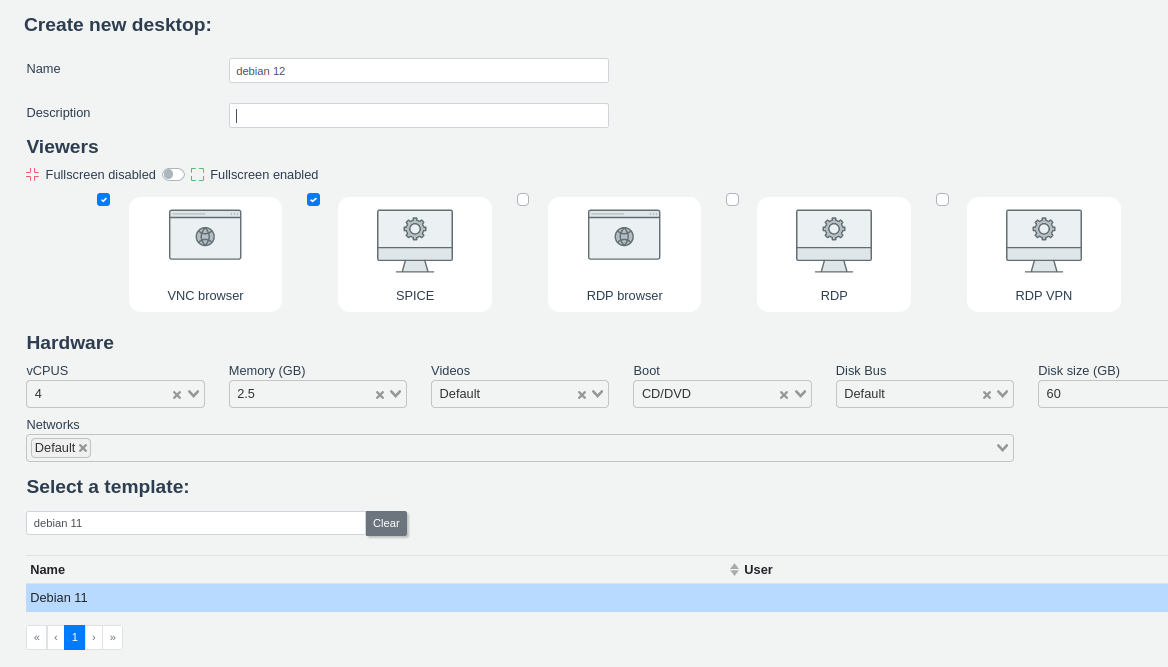 Create new desktop:
Name
debian 12
Description
Viewers
Fullscreen disabled Fullscreen enabled
VNC browser SPICE RDP browser RDP RDP VPN
Hardware
vCPUS Memory (GB) Videos Boot Disk Bus Disk size (GB)
4 2.5 Default CD/DVD Default 60
Networks
Default
Select a template:
debian 11 Clear
Name User
Debian 11
« ‹ 1 › »